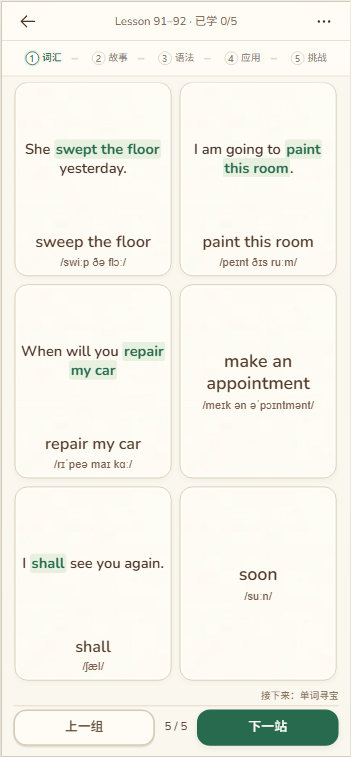 Lesson 91–92 · 已学 0/5
1 词汇 – 2 故事 – 3 语法 – 4 应用 – 5 挑战
She swept the floor
yesterday.
sweep the floor
/swiːp ðə flɔː/
I am going to paint
this room.
paint this room
/peɪnt ðɪs ruːm/
When will you repair
my car
repair my car
/rɪˈpeə maɪ kɑː/
make an
appointment
/meɪk ən əˈpɔɪntmənt/
I shall see you again.
shall
/ʃæl/
soon
/suːn/
接下来：单词寻宝
上一组 5 / 5 下一站